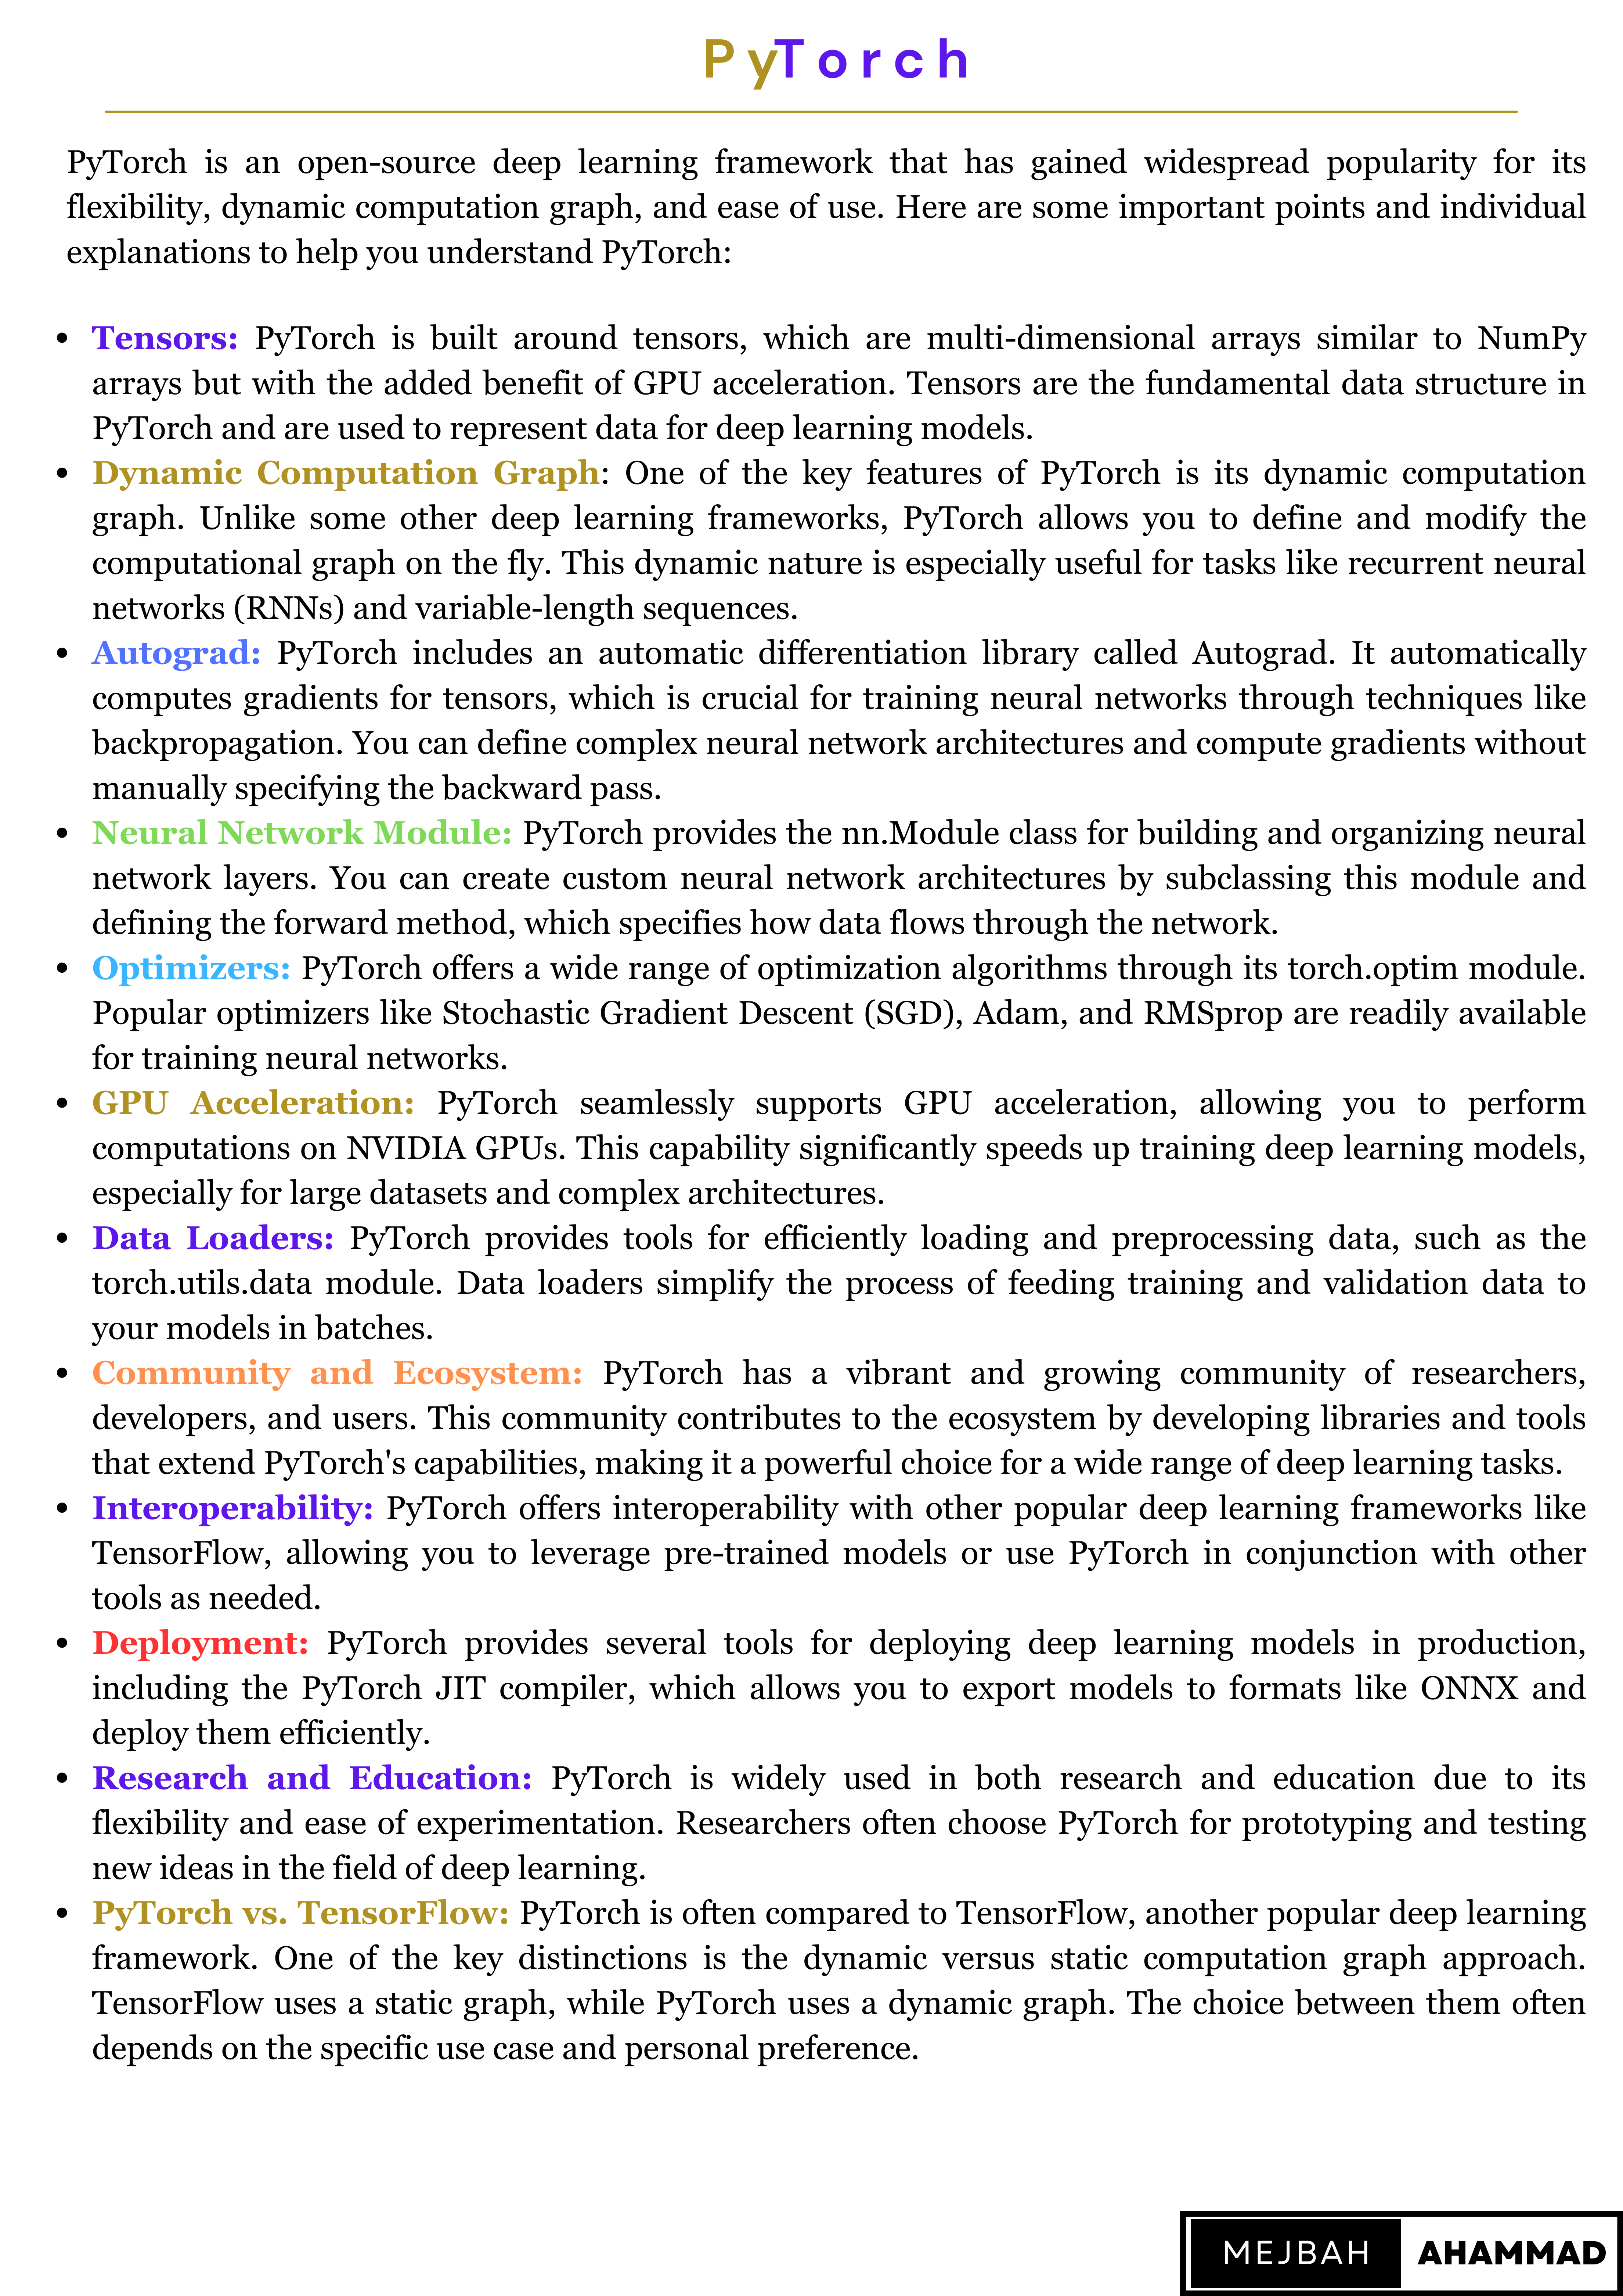 PyTorch
PyTorch is an open-source deep learning framework that has gained widespread popularity for its
flexibility, dynamic computation graph, and ease of use. Here are some important points and individual
explanations to help you understand PyTorch:
• Tensors: PyTorch is built around tensors, which are multi-dimensional arrays similar to NumPy
arrays but with the added benefit of GPU acceleration. Tensors are the fundamental data structure in
PyTorch and are used to represent data for deep learning models.
• Dynamic Computation Graph: One of the key features of PyTorch is its dynamic computation
graph. Unlike some other deep learning frameworks, PyTorch allows you to define and modify the
computational graph on the fly. This dynamic nature is especially useful for tasks like recurrent neural
networks (RNNs) and variable-length sequences.
• Autograd: PyTorch includes an automatic differentiation library called Autograd. It automatically
computes gradients for tensors, which is crucial for training neural networks through techniques like
backpropagation. You can define complex neural network architectures and compute gradients without
manually specifying the backward pass.
• Neural Network Module: PyTorch provides the nn.Module class for building and organizing neural
network layers. You can create custom neural network architectures by subclassing this module and
defining the forward method, which specifies how data flows through the network.
• Optimizers: PyTorch offers a wide range of optimization algorithms through its torch.optim module.
Popular optimizers like Stochastic Gradient Descent (SGD), Adam, and RMSprop are readily available
for training neural networks.
• GPU Acceleration: PyTorch seamlessly supports GPU acceleration, allowing you to perform
computations on NVIDIA GPUs. This capability significantly speeds up training deep learning models,
especially for large datasets and complex architectures.
• Data Loaders: PyTorch provides tools for efficiently loading and preprocessing data, such as the
torch.utils.data module. Data loaders simplify the process of feeding training and validation data to
your models in batches.
• Community and Ecosystem: PyTorch has a vibrant and growing community of researchers,
developers, and users. This community contributes to the ecosystem by developing libraries and tools
that extend PyTorch's capabilities, making it a powerful choice for a wide range of deep learning tasks.
• Interoperability: PyTorch offers interoperability with other popular deep learning frameworks like
TensorFlow, allowing you to leverage pre-trained models or use PyTorch in conjunction with other
tools as needed.
• Deployment: PyTorch provides several tools for deploying deep learning models in production,
including the PyTorch JIT compiler, which allows you to export models to formats like ONNX and
deploy them efficiently.
• Research and Education: PyTorch is widely used in both research and education due to its
flexibility and ease of experimentation. Researchers often choose PyTorch for prototyping and testing
new ideas in the field of deep learning.
• PyTorch vs. TensorFlow: PyTorch is often compared to TensorFlow, another popular deep learning
framework. One of the key distinctions is the dynamic versus static computation graph approach.
TensorFlow uses a static graph, while PyTorch uses a dynamic graph. The choice between them often
depends on the specific use case and personal preference.
MEJBAH AHAMMAD